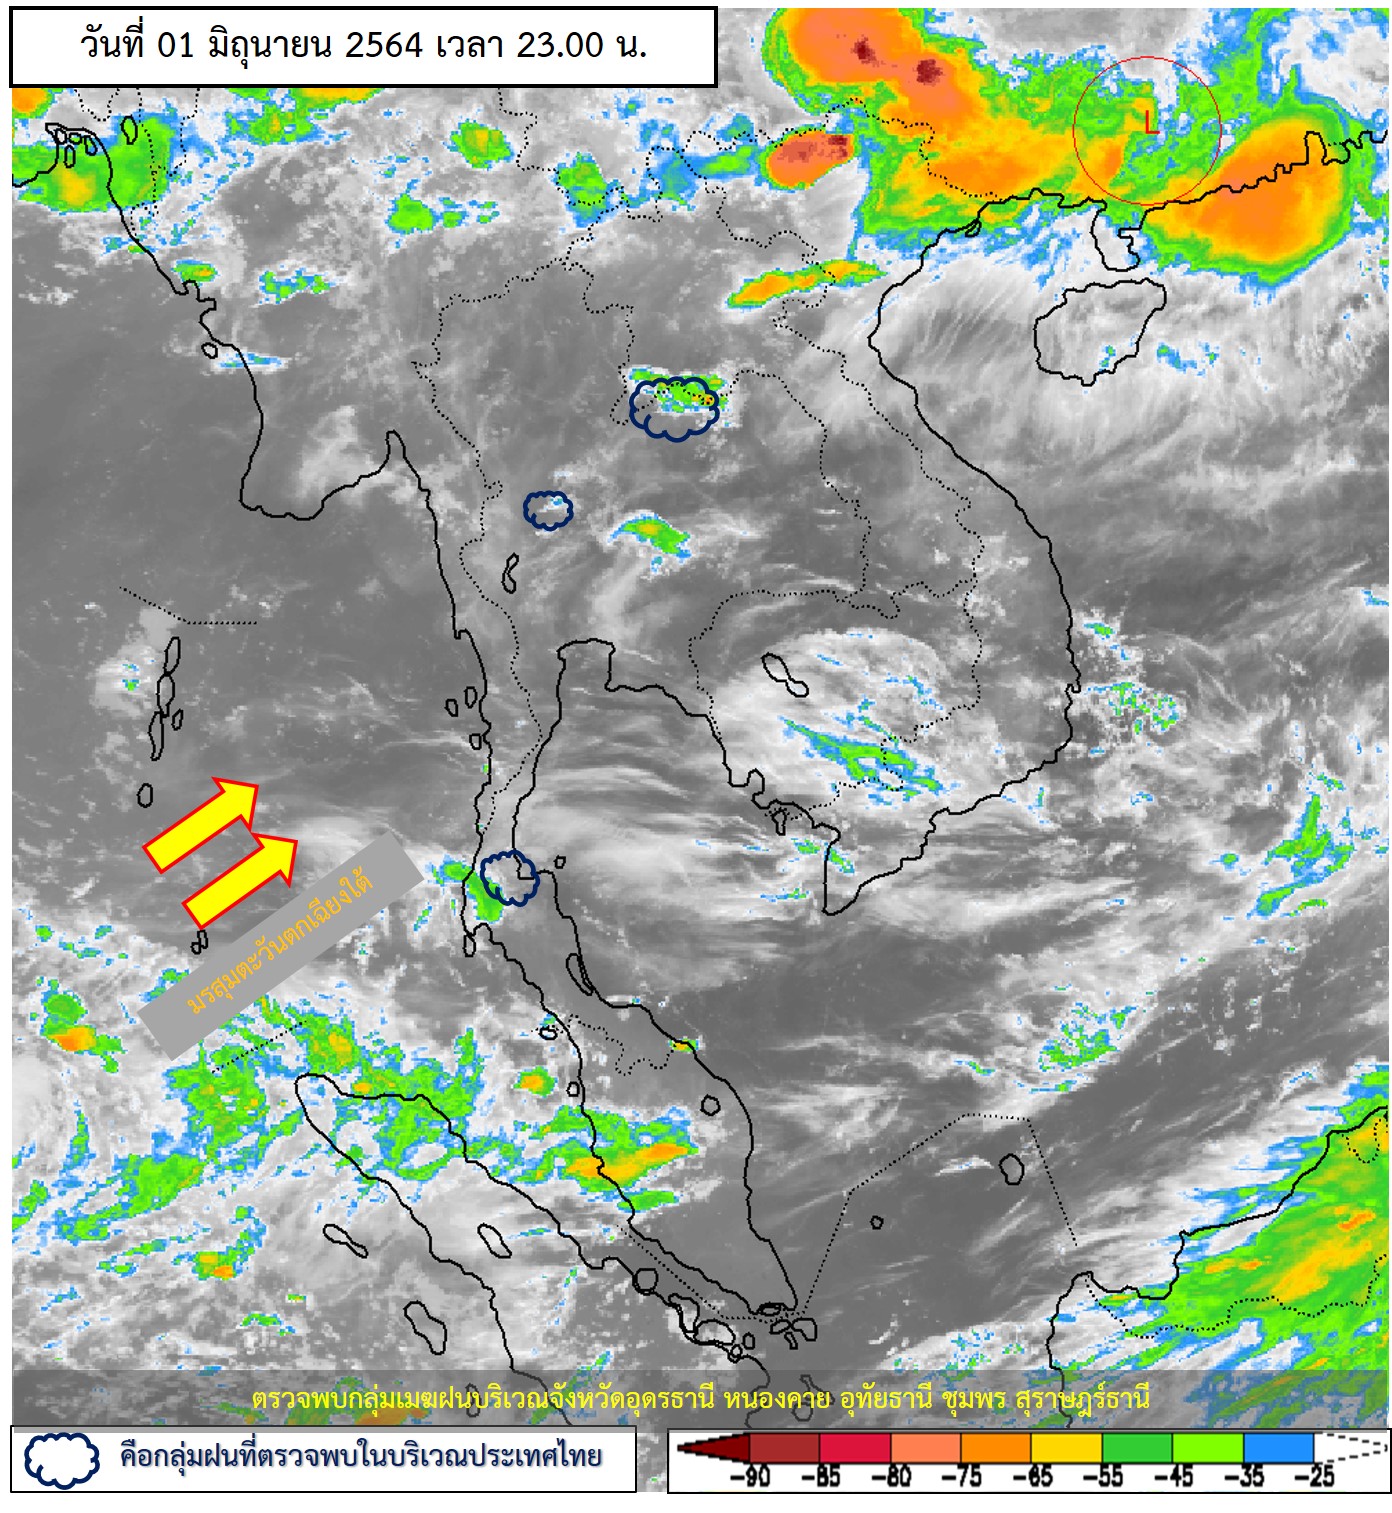 วันที่ 01 มิถุนายน 2564 เวลา 23.00 น.
L
มรสุมตะวันตกเฉียงใต้
ตรวจพบกลุ่มเมฆฝนบริเวณจังหวัดอุดรธานี หนองคาย อุทัยธานี ชุมพร สุราษฎร์ธานี
คือกลุ่มฝนที่ตรวจพบในบริเวณประเทศไทย
-90 -85 -80 -75 -65 -55 -45 -35 -25